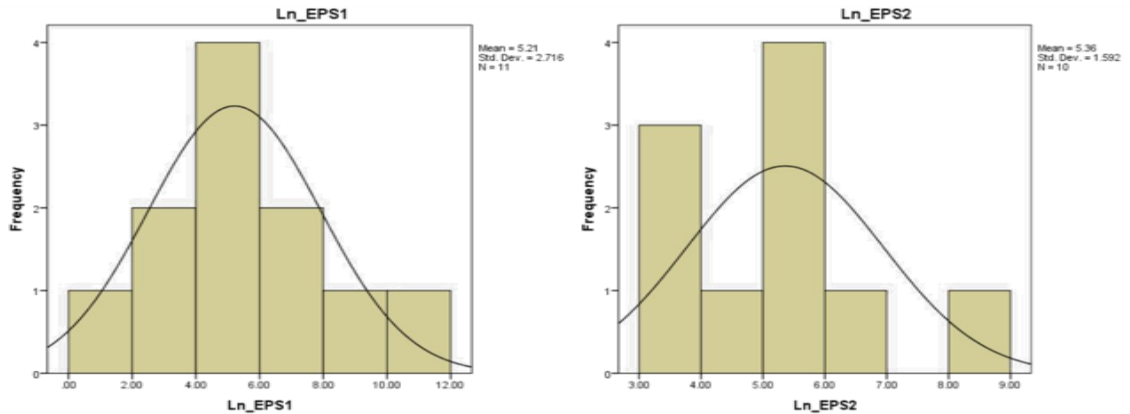 Ln_EPS1
Mean = 5.21
Std. Dev. = 2.716
N = 11
Frequency
4
3
2
1
0
.00 2.00 4.00 6.00 8.00 10.00 12.00
Ln_EPS1
Ln_EPS2
Mean = 5.36
Std. Dev. = 1.592
N = 10
Frequency
4
3
2
1
0
3.00 4.00 5.00 6.00 7.00 8.00 9.00
Ln_EPS2